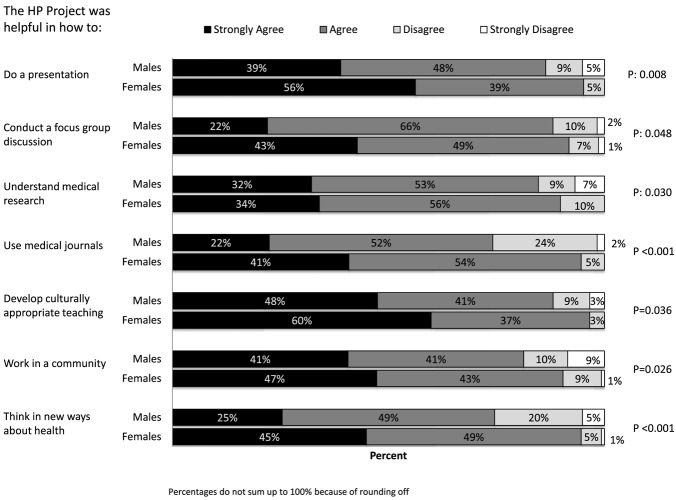 The HP Project was
helpful in how to:
Strongly Agree Agree Disagree Strongly Disagree
Do a presentation
Males 39% 48% 9% 5%
Females 56% 39% 5%
P: 0.008
Conduct a focus group
discussion
Males 22% 66% 10% 2%
Females 43% 49% 7% 1%
P: 0.048
Understand medical
research
Males 32% 53% 9% 7%
Females 34% 56% 10%
P: 0.030
Use medical journals
Males 22% 52% 24% 2%
Females 41% 54% 5%
P <0.001
Develop culturally
appropriate teaching
Males 48% 41% 9% 3%
Females 60% 37% 3%
P=0.036
Work in a community
Males 41% 41% 10% 9%
Females 47% 43% 9% 1%
P=0.026
Think in new ways
about health
Males 25% 49% 20% 5%
Females 45% 49% 5% 1%
P <0.001
Percent
Percentages do not sum up to 100% because of rounding off